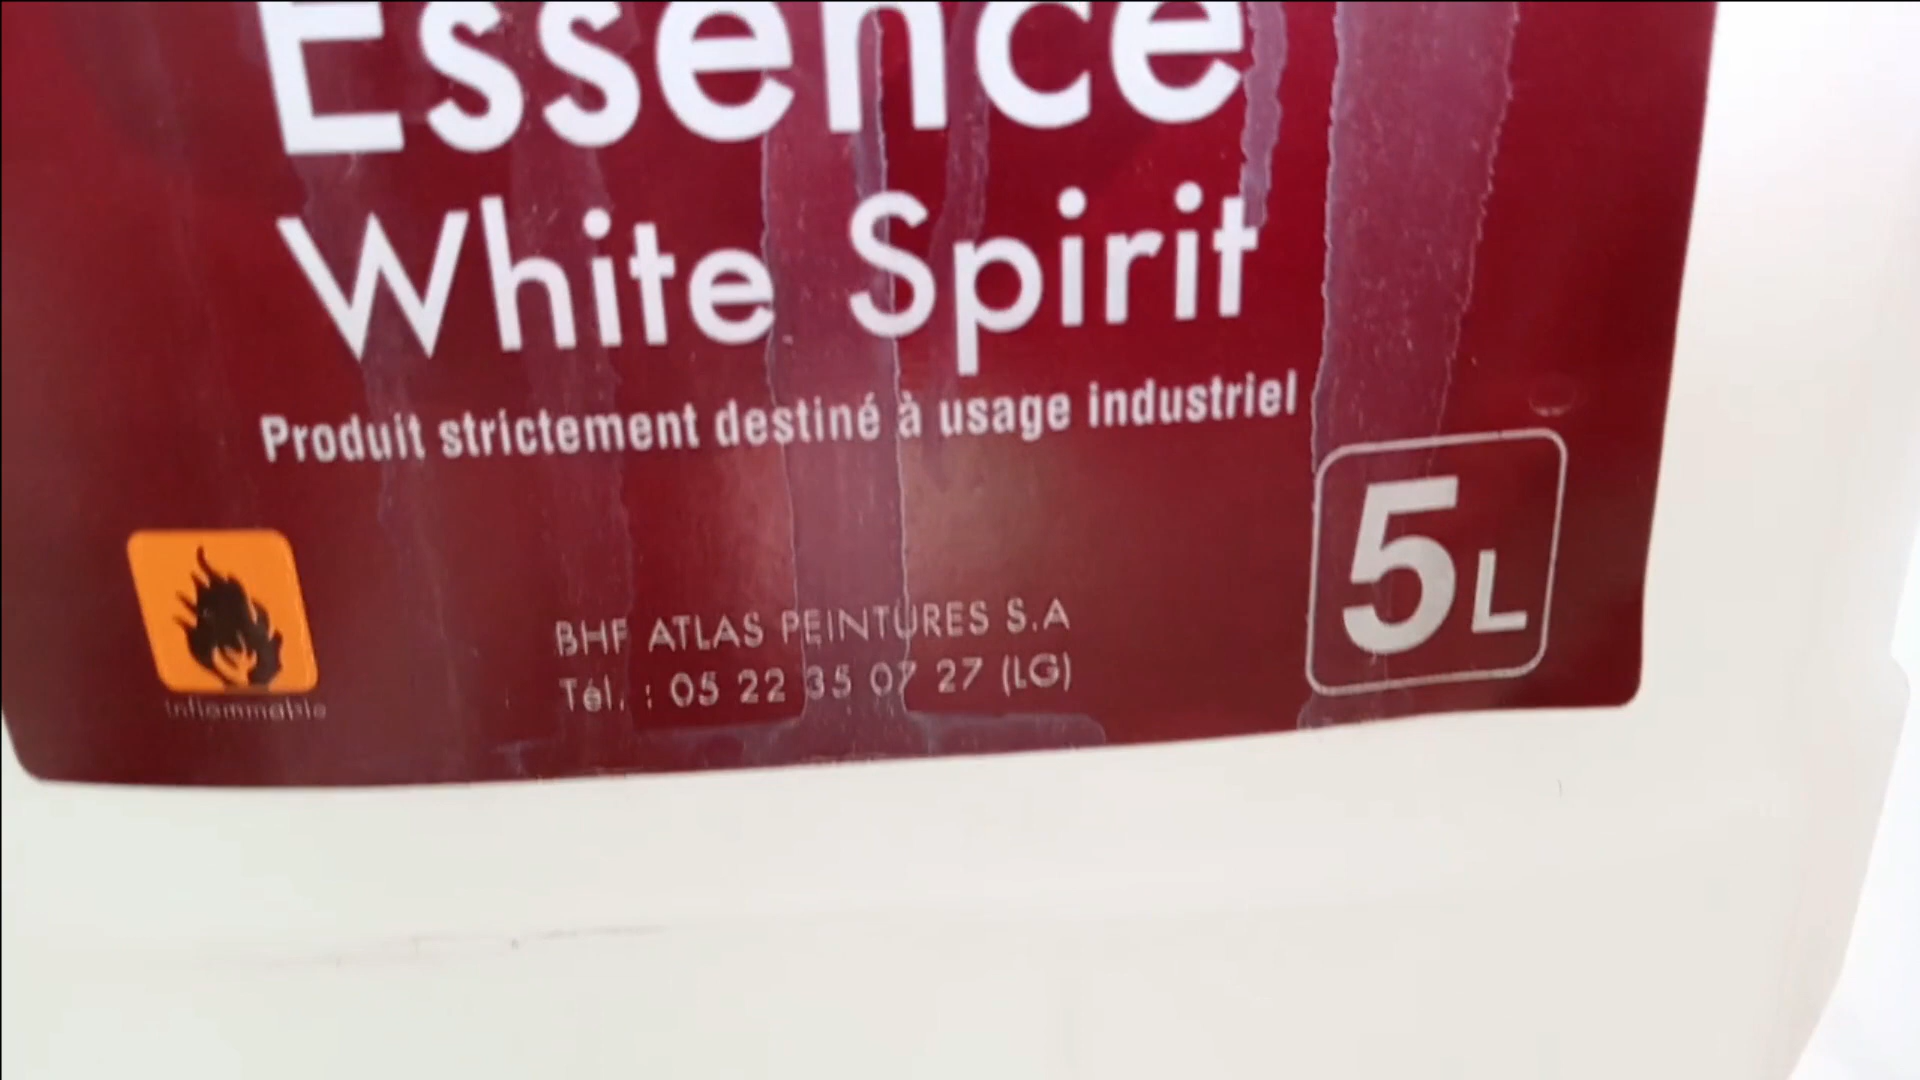 Essence
White Spirit
Produit strictement destiné à usage industriel
5L
BHF ATLAS PEINTURES S.A
Tél. : 05 22 35 07 27 (LG)
Inflammable